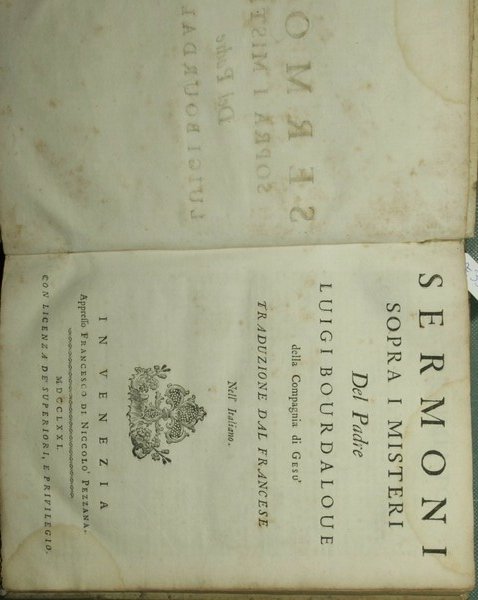 SERMONI
SOPRA I MISTERI
Del Padre
LUIGI BOURDALOUE
della Compagnia di GESU'
TRADUZIONE DAL FRANCESE
Nell' Italiano.
IN VENEZIA
Appresso FRANCESCO DI NICCOLO' PEZZANA.
MDCCLXXI.
CON LICENZA DE' SUPERIORI, E PRIVILEGIO.